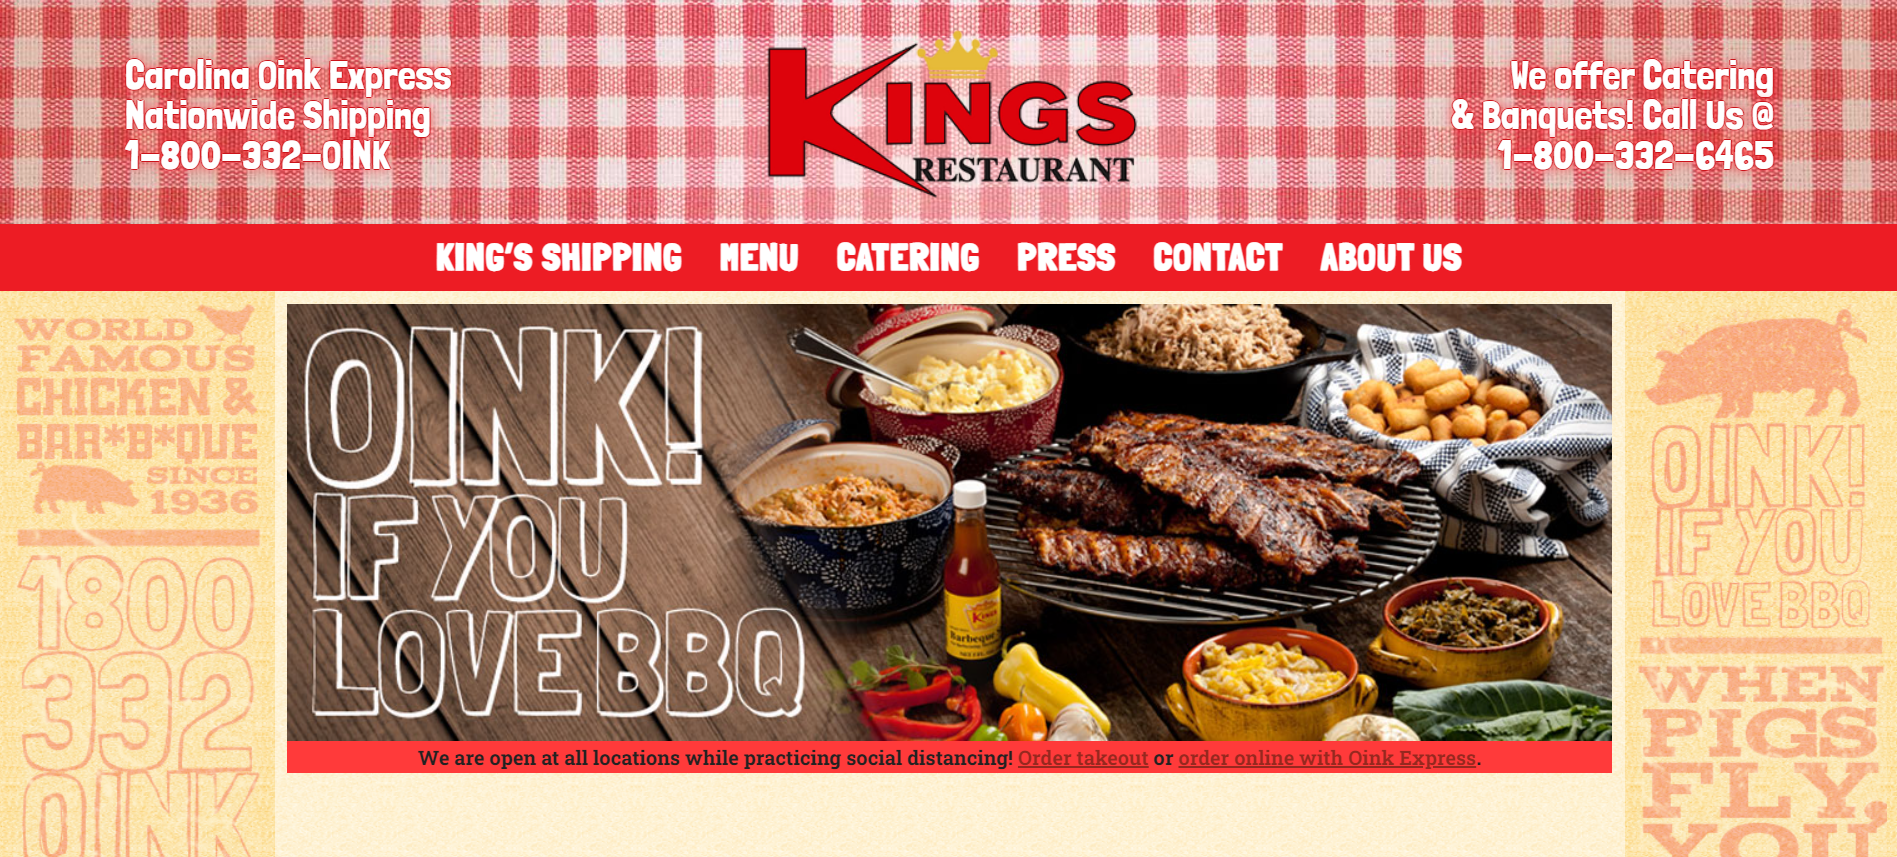 Carolina Oink Express
Nationwide Shipping
1-800-332-OINK
KINGS
RESTAURANT
We offer Catering
& Banquets! Call Us @
1-800-332-6465
KING'S SHIPPING MENU CATERING PRESS CONTACT ABOUT US
WORLD
FAMOUS
CHICKEN &
BAR*B*QUE
SINCE
1936
1800
332
OINK
OINK!
IF YOU
LOVE BBQ
KINGS
Barbeque
We are open at all locations while practicing social distancing! Order takeout or order online with Oink Express.
OINK!
IF YOU
LOVE BBQ
WHEN
PIGS
FLY,
YOU